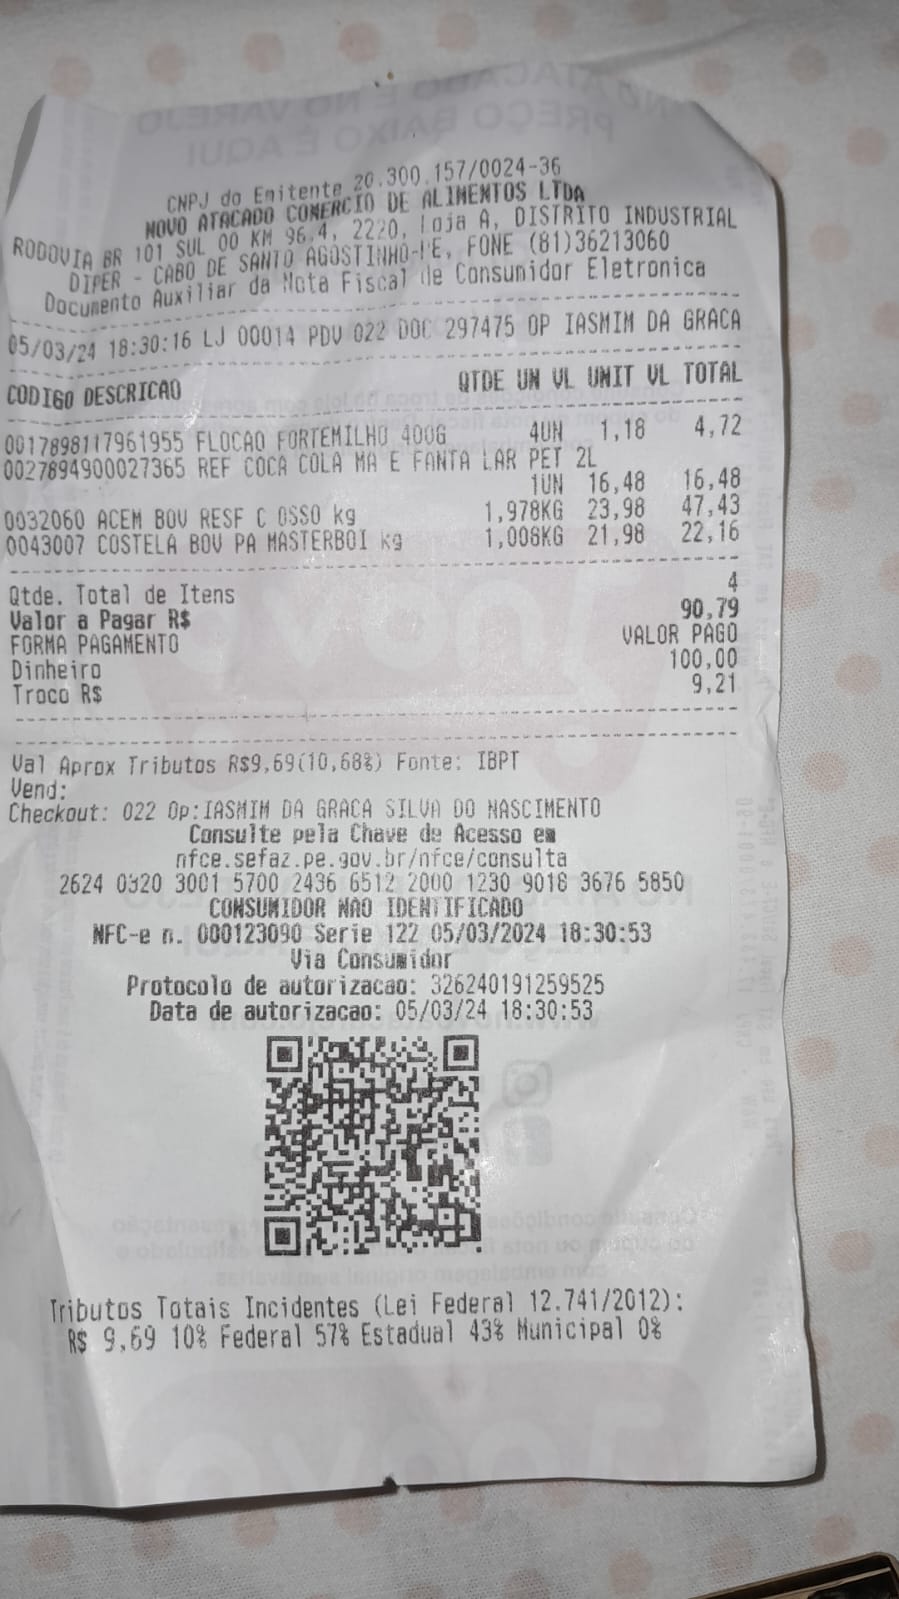 CNPJ do Emitente 20.300.157/0024-36
NOVO ATACADO COMERCIO DE ALIMENTOS LTDA
RODOVIA BR 101 SUL 00 KM 96,4, 2220, Loja A, DISTRITO INDUSTRIAL
DIPER - CABO DE SANTO AGOSTINHO-PE, FONE (81)36213060
Documento Auxiliar da Nota Fiscal de Consumidor Eletronica
05/03/24 18:30:16 LJ 00014 PDV 022 DOC 297475 OP IASMIM DA GRACA
CODIGO DESCRICAO QTDE UN VL UNIT VL TOTAL
0017898117961955 FLOCAO FORTEMILHO 400G 4UN 1,18 4,72
0027894900027365 REF COCA COLA MA E FANTA LAR PET 2L
1UN 16,48 16,48
0032060 ACEM BOV RESF C OSSO kg 1,978KG 23,98 47,43
0043007 COSTELA BOV PA MASTERBOI kg 1,008KG 21,98 22,16
Qtde. Total de Itens 4
Valor a Pagar R$ 90,79
FORMA PAGAMENTO VALOR PAGO
Dinheiro 100,00
Troco R$ 9,21
Val Aprox Tributos R$9,69(10,68%) Fonte: IBPT
Vend:
Checkout: 022 Op:IASMIM DA GRACA SILVA DO NASCIMENTO
Consulte pela Chave de Acesso em
nfce.sefaz.pe.gov.br/nfce/consulta
2624 0320 3001 5700 2436 6512 2000 1230 9018 3676 5850
CONSUMIDOR NAO IDENTIFICADO
NFC-e n. 000123090 Serie 122 05/03/2024 18:30:53
Via Consumidor
Protocolo de autorizacao: 326240191259525
Data de autorizacao: 05/03/24 18:30:53
Tributos Totais Incidentes (Lei Federal 12.741/2012):
R$ 9,69 10% Federal 57% Estadual 43% Municipal 0%